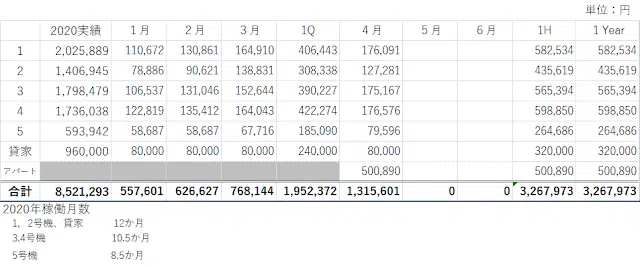 単位：円
2020実績 1月 2月 3月 1Q 4月 5月 6月 1H 1 Year
1 2,025,889 110,672 130,861 164,910 406,443 176,091 582,534 582,534
2 1,406,945 78,886 90,621 138,831 308,338 127,281 435,619 435,619
3 1,798,479 106,537 131,046 152,644 390,227 175,167 565,394 565,394
4 1,736,038 122,819 135,412 164,043 422,274 176,576 598,850 598,850
5 593,942 58,687 58,687 67,716 185,090 79,596 264,686 264,686
貸家 960,000 80,000 80,000 80,000 240,000 80,000 320,000 320,000
アパート 500,890 500,890 500,890
合計 8,521,293 557,601 626,627 768,144 1,952,372 1,315,601 0 0 3,267,973 3,267,973
2020年稼働月数
1，2号機、貸家 12か月
3.4号機 10.5か月
5号機 8.5か月